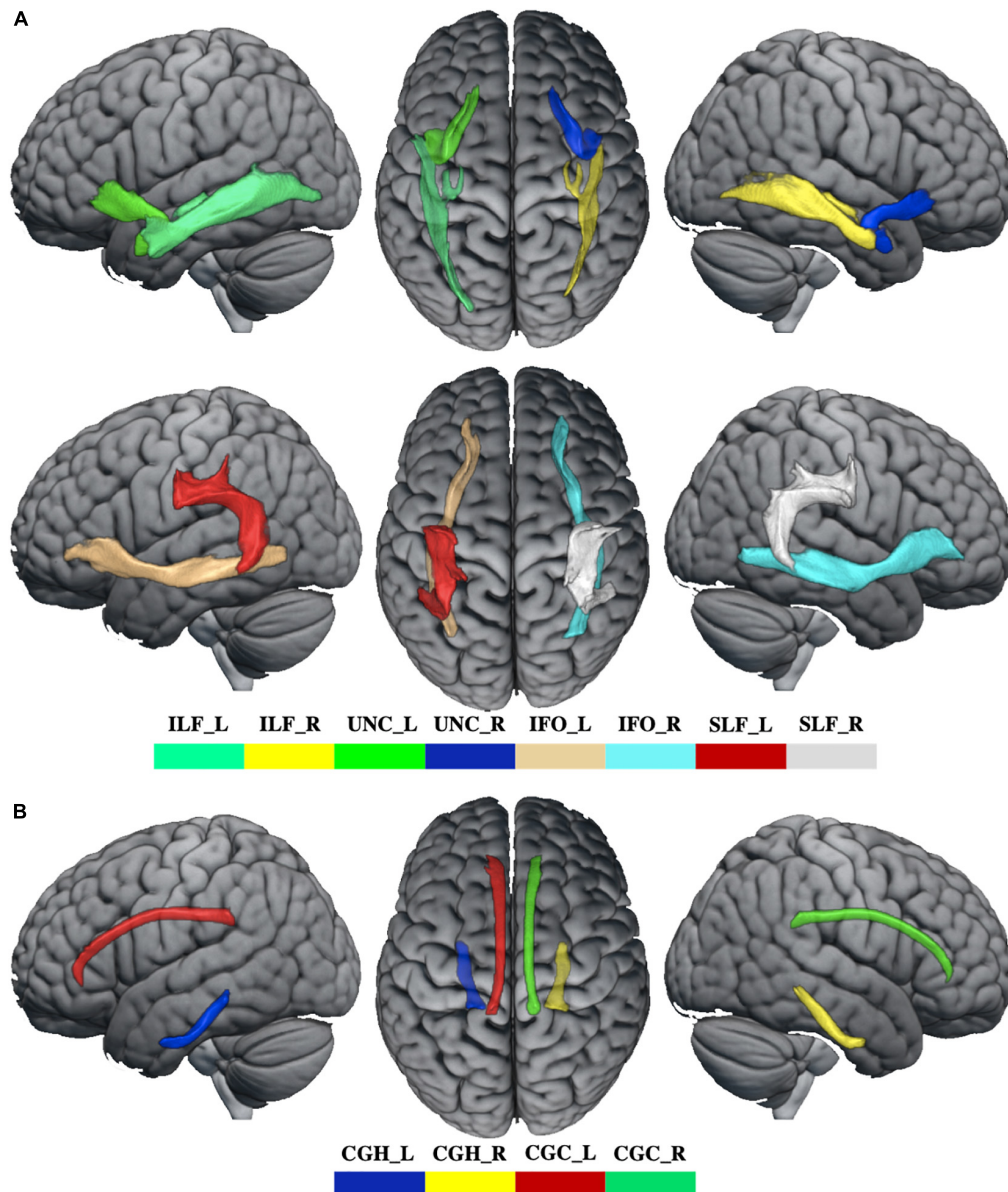 A
ILF_L ILF_R UNC_L UNC_R IFO_L IFO_R SLF_L SLF_R
B
CGH_L CGH_R CGC_L CGC_R